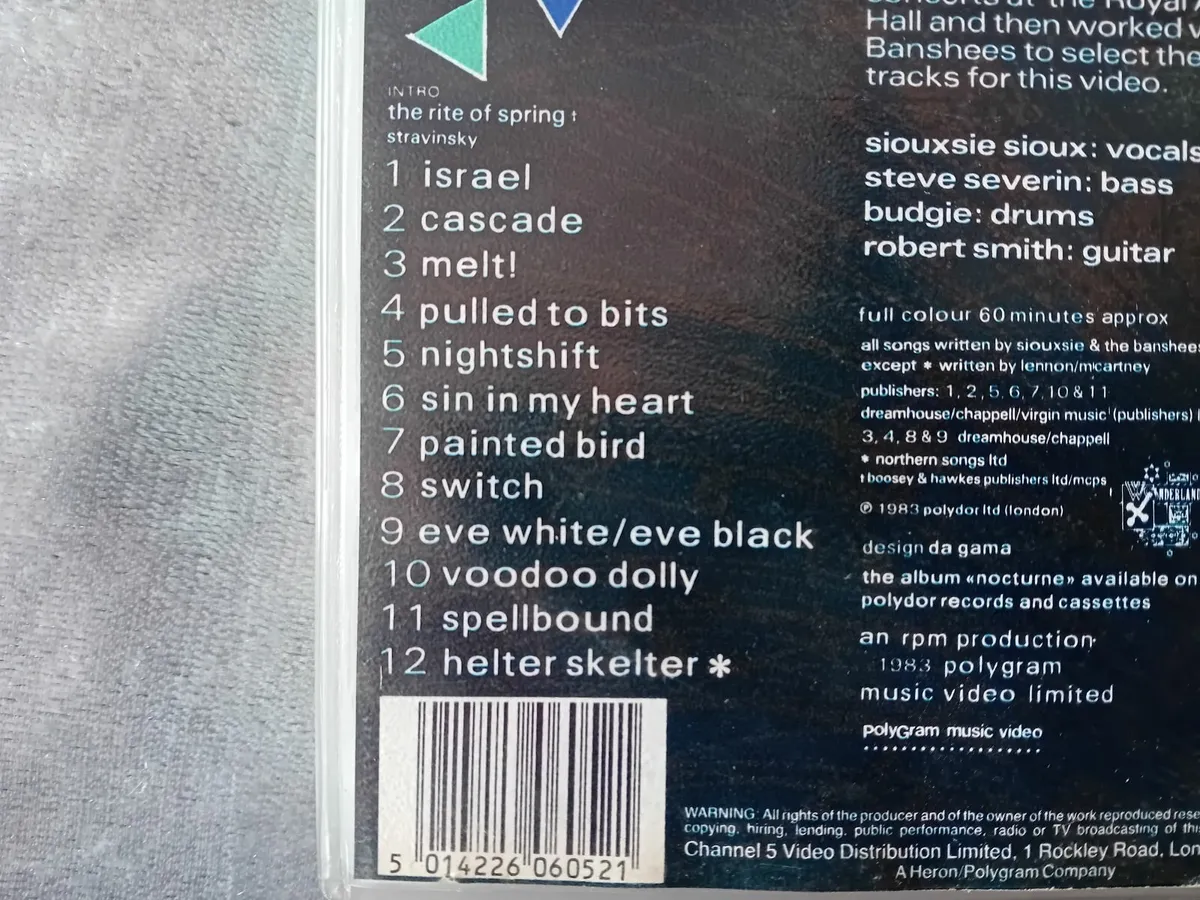 INTRO
the rite of spring †
stravinsky
1 israel
2 cascade
3 melt!
4 pulled to bits
5 nightshift
6 sin in my heart
7 painted bird
8 switch
9 eve white/eve black
10 voodoo dolly
11 spellbound
12 helter skelter *
5 014226 060521
concerts at the Royal
Hall and then worked
Banshees to select the
tracks for this video.
siouxsie sioux: vocals
steve severin: bass
budgie: drums
robert smith: guitar
full colour 60 minutes approx
all songs written by siouxsie & the banshees
except * written by lennon/mccartney
publishers: 1, 2, 5, 6, 7, 10 & 11
dreamhouse/chappell/virgin music (publishers)
3, 4, 8 & 9 dreamhouse/chappell
* northern songs ltd
† boosey & hawkes publishers ltd/mcps
℗ 1983 polydor ltd (london)
design da gama
the album «nocturne» available on
polydor records and cassettes
an rpm production
1983 polygram
music video limited
polyGram music video
WARNING: All rights of the producer and of the owner of the work reproduced
copying, hiring, lending, public performance, radio or TV broadcasting of
Channel 5 Video Distribution Limited, 1 Rockley Road,
A Heron/Polygram Company